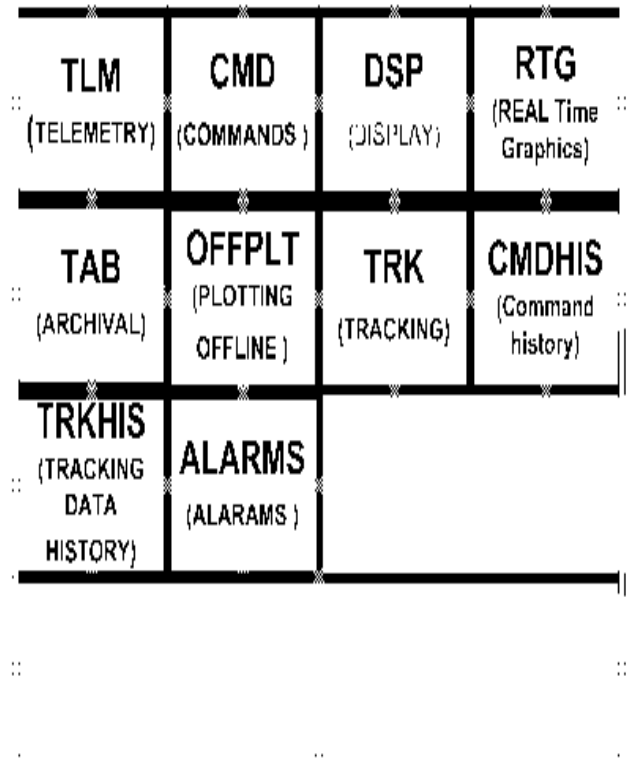 TLM
(TELEMETRY)
CMD
(COMMANDS )
DSP
(DISPLAY)
RTG
(REAL Time
Graphics)
TAB
(ARCHIVAL)
OFFPLT
(PLOTTING
OFFLINE )
TRK
(TRACKING)
CMDHIS
(Command
history)
TRKHIS
(TRACKING
DATA
HISTORY)
ALARMS
(ALARAMS )